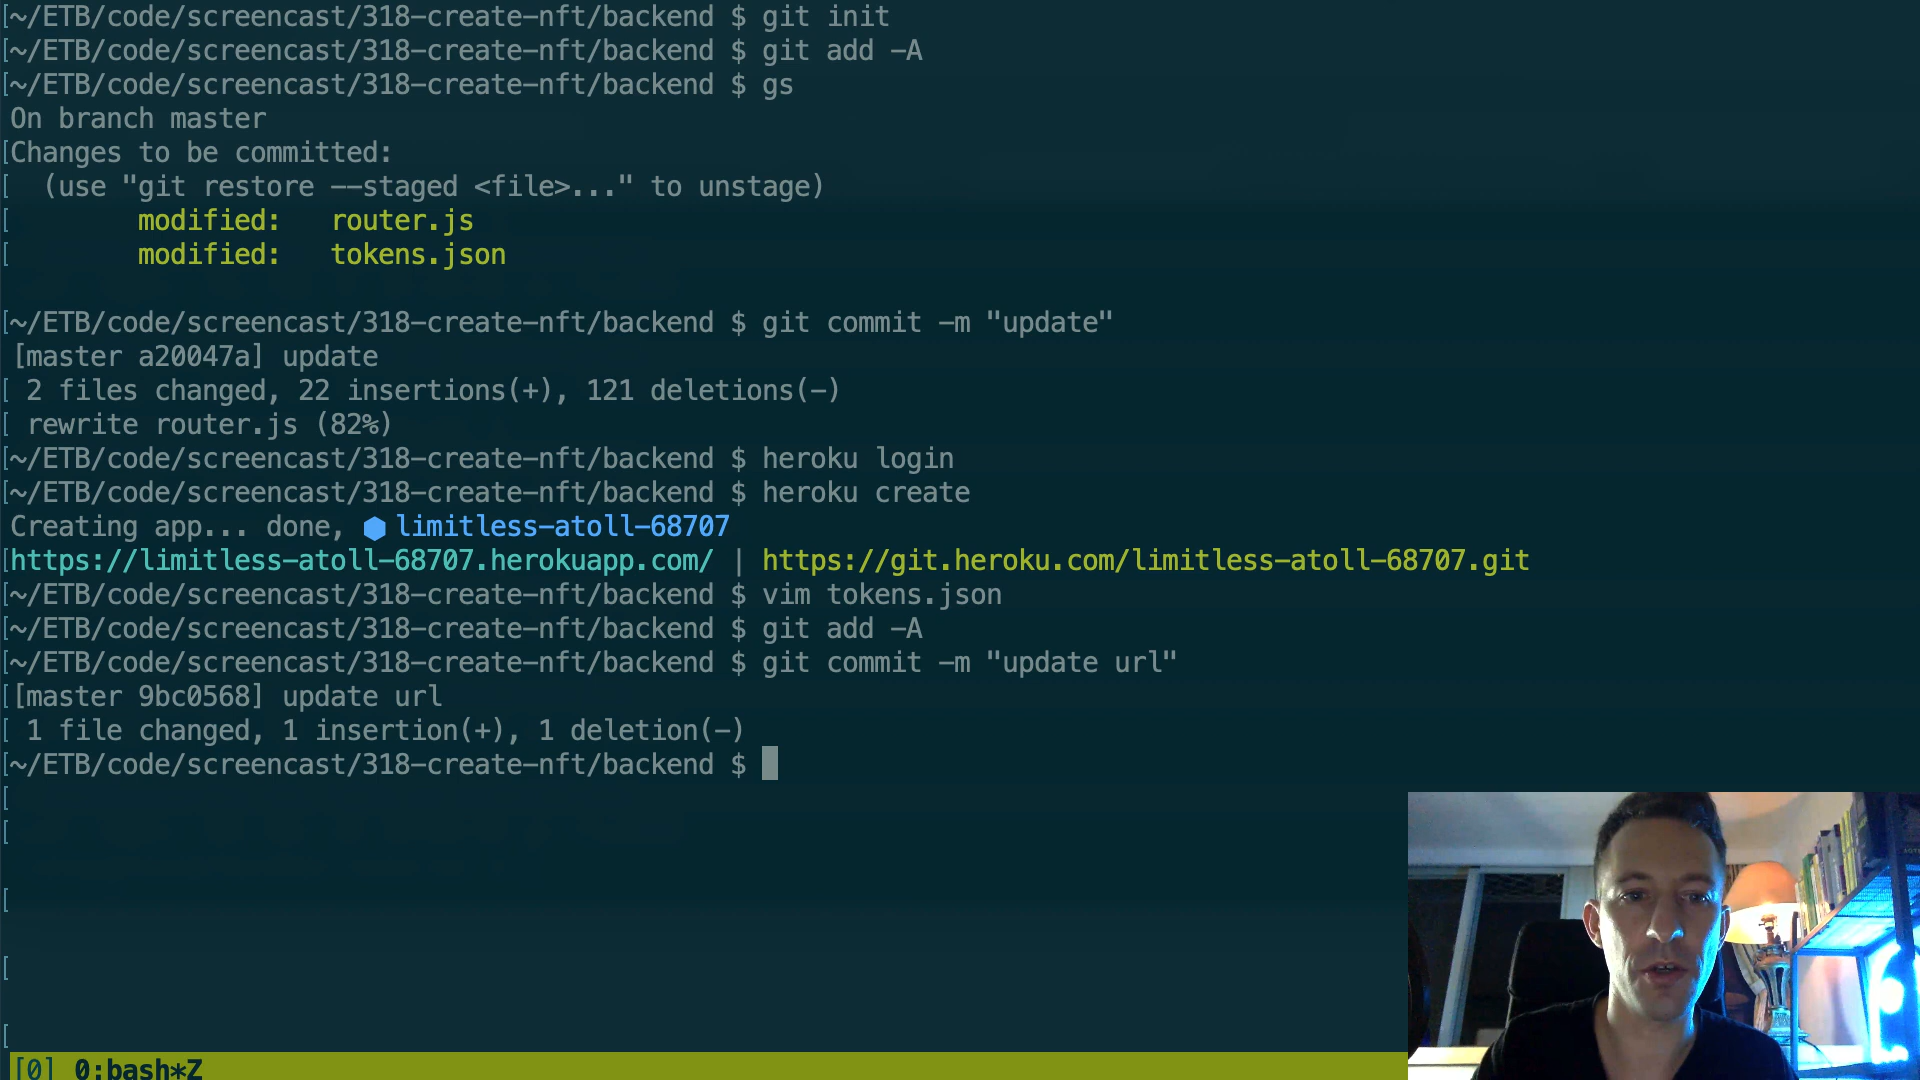 [~/ETB/code/screencast/318-create-nft/backend $ git init
[~/ETB/code/screencast/318-create-nft/backend $ git add -A
[~/ETB/code/screencast/318-create-nft/backend $ gs
On branch master
[Changes to be committed:
[  (use "git restore --staged <file>..." to unstage)
[        modified:   router.js
[        modified:   tokens.json
[~/ETB/code/screencast/318-create-nft/backend $ git commit -m "update"
[master a20047a] update
[ 2 files changed, 22 insertions(+), 121 deletions(-)
[ rewrite router.js (82%)
[~/ETB/code/screencast/318-create-nft/backend $ heroku login
[~/ETB/code/screencast/318-create-nft/backend $ heroku create
Creating app... done, ⬢ limitless-atoll-68707
[https://limitless-atoll-68707.herokuapp.com/ | https://git.heroku.com/limitless-atoll-68707.git
[~/ETB/code/screencast/318-create-nft/backend $ vim tokens.json
[~/ETB/code/screencast/318-create-nft/backend $ git add -A
[~/ETB/code/screencast/318-create-nft/backend $ git commit -m "update url"
[[master 9bc0568] update url
[ 1 file changed, 1 insertion(+), 1 deletion(-)
[~/ETB/code/screencast/318-create-nft/backend $
[
[
[
[
[
[0] 0:bash*Z